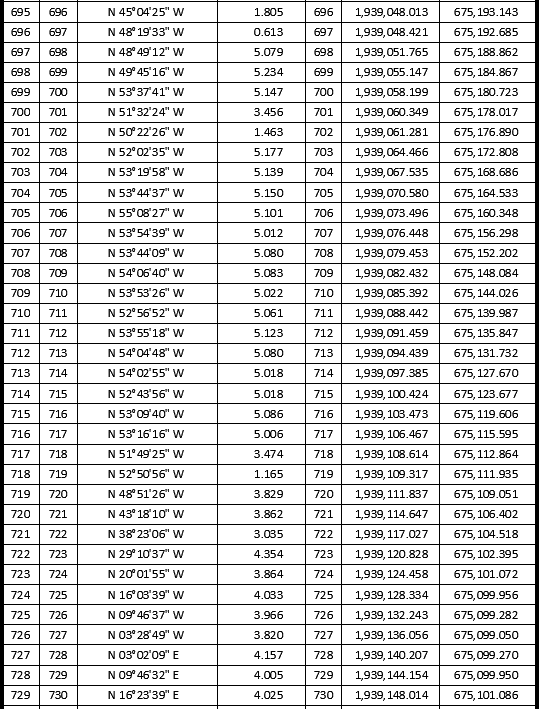 695 696 N 45°04'25" W 1.805 696 1,939,048.013 675,193.143
696 697 N 48°19'33" W 0.613 697 1,939,048.421 675,192.685
697 698 N 48°49'12" W 5.079 698 1,939,051.765 675,188.862
698 699 N 49°45'16" W 5.234 699 1,939,055.147 675,184.867
699 700 N 53°37'41" W 5.147 700 1,939,058.199 675,180.723
700 701 N 51°32'24" W 3.456 701 1,939,060.349 675,178.017
701 702 N 50°22'26" W 1.463 702 1,939,061.281 675,176.890
702 703 N 52°02'35" W 5.177 703 1,939,064.466 675,172.808
703 704 N 53°19'58" W 5.139 704 1,939,067.535 675,168.686
704 705 N 53°44'37" W 5.150 705 1,939,070.580 675,164.533
705 706 N 55°08'27" W 5.101 706 1,939,073.496 675,160.348
706 707 N 53°54'39" W 5.012 707 1,939,076.448 675,156.298
707 708 N 53°44'09" W 5.080 708 1,939,079.453 675,152.202
708 709 N 54°06'40" W 5.083 709 1,939,082.432 675,148.084
709 710 N 53°53'26" W 5.022 710 1,939,085.392 675,144.026
710 711 N 52°56'52" W 5.061 711 1,939,088.442 675,139.987
711 712 N 53°55'18" W 5.123 712 1,939,091.459 675,135.847
712 713 N 54°04'48" W 5.080 713 1,939,094.439 675,131.732
713 714 N 54°02'55" W 5.018 714 1,939,097.385 675,127.670
714 715 N 52°43'56" W 5.018 715 1,939,100.424 675,123.677
715 716 N 53°09'40" W 5.086 716 1,939,103.473 675,119.606
716 717 N 53°16'16" W 5.006 717 1,939,106.467 675,115.595
717 718 N 51°49'25" W 3.474 718 1,939,108.614 675,112.864
718 719 N 52°50'56" W 1.165 719 1,939,109.317 675,111.935
719 720 N 48°51'26" W 3.829 720 1,939,111.837 675,109.051
720 721 N 43°18'10" W 3.862 721 1,939,114.647 675,106.402
721 722 N 38°23'06" W 3.035 722 1,939,117.027 675,104.518
722 723 N 29°10'37" W 4.354 723 1,939,120.828 675,102.395
723 724 N 20°01'55" W 3.864 724 1,939,124.458 675,101.072
724 725 N 16°03'39" W 4.033 725 1,939,128.334 675,099.956
725 726 N 09°46'37" W 3.966 726 1,939,132.243 675,099.282
726 727 N 03°28'49" W 3.820 727 1,939,136.056 675,099.050
727 728 N 03°02'09" E 4.157 728 1,939,140.207 675,099.270
728 729 N 09°46'32" E 4.005 729 1,939,144.154 675,099.950
729 730 N 16°23'39" E 4.025 730 1,939,148.014 675,101.086